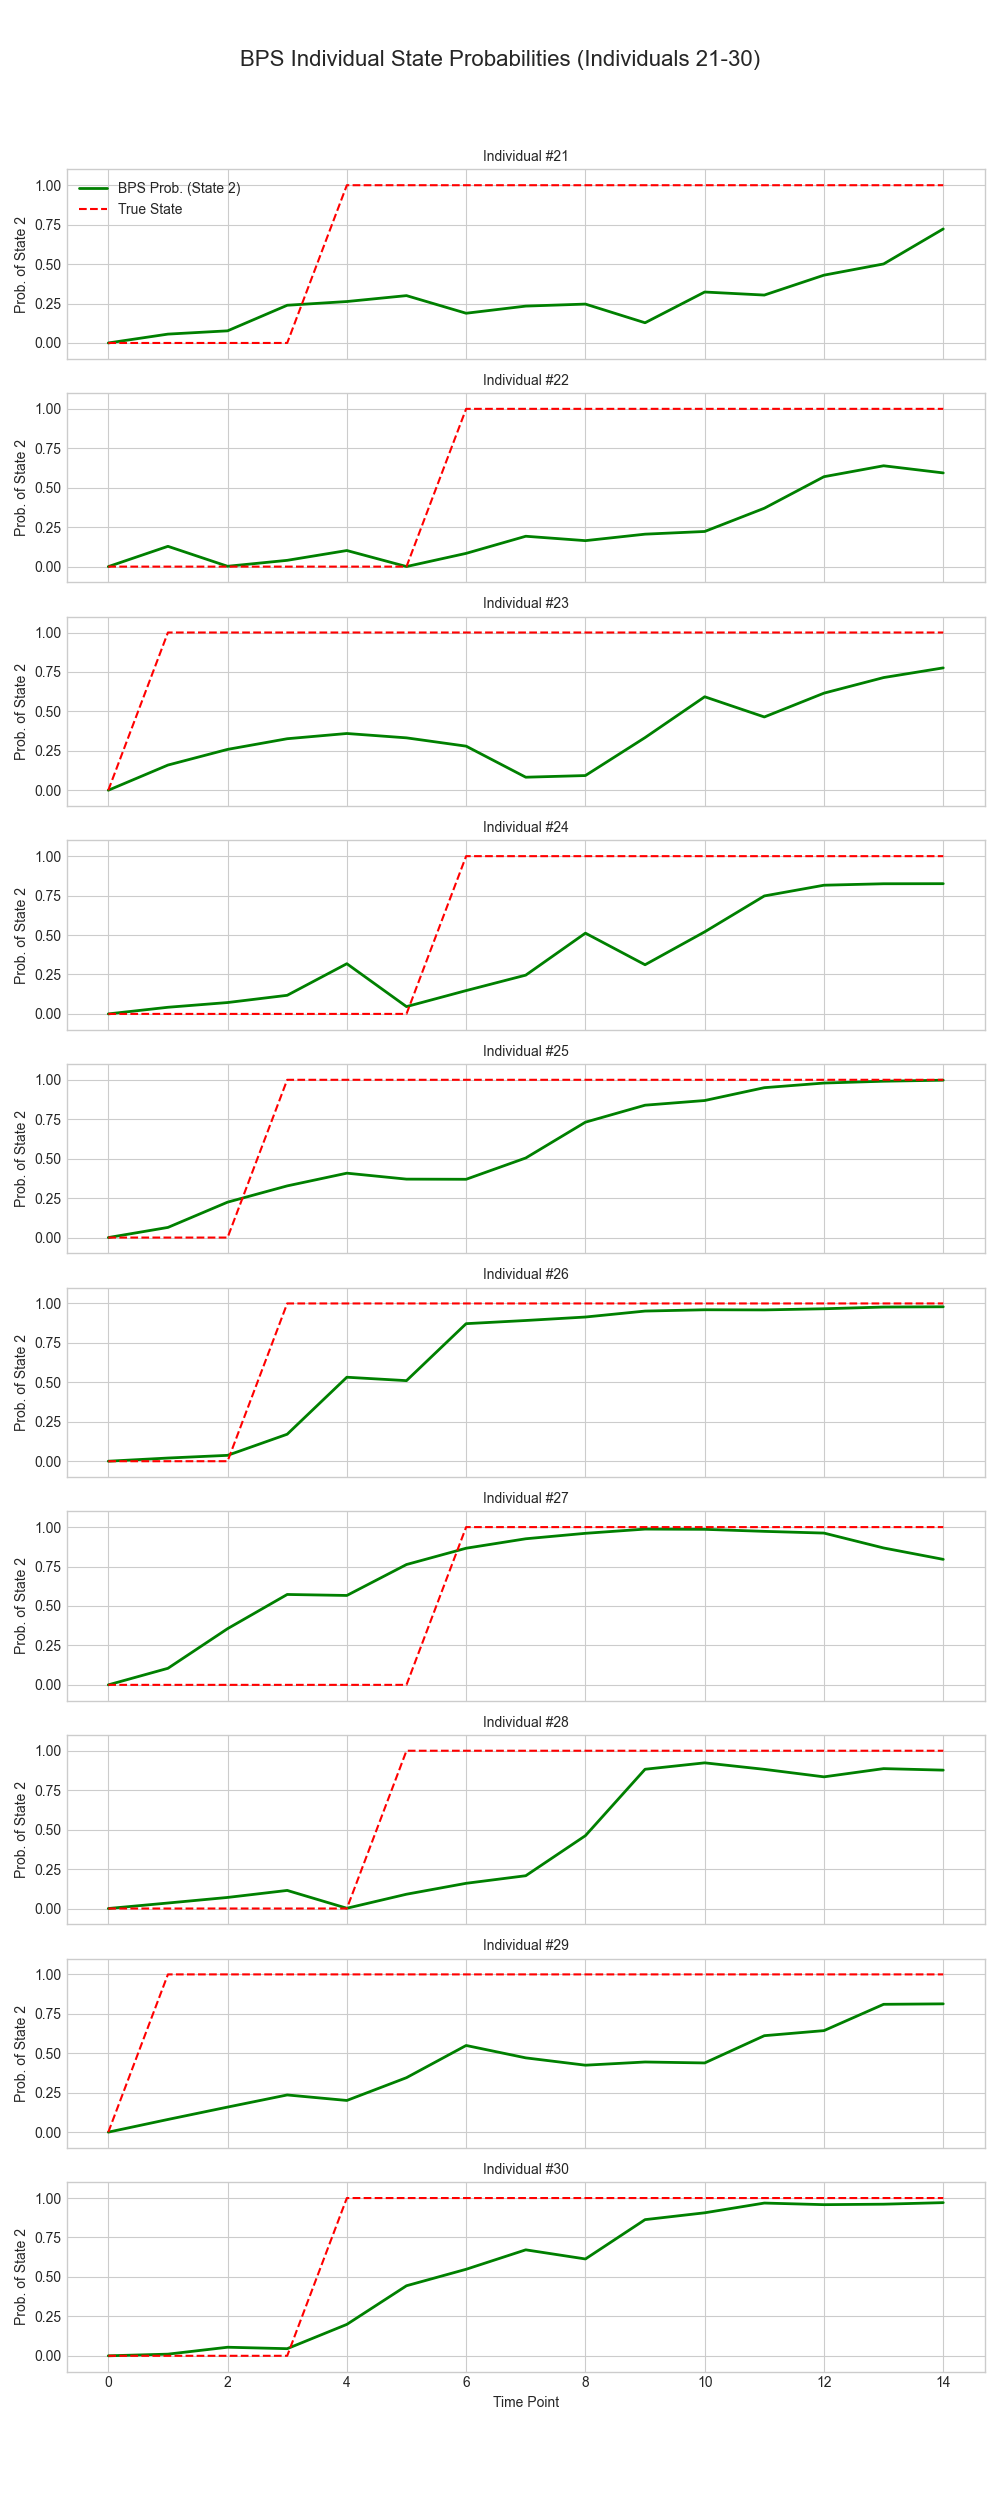 BPS Individual State Probabilities (Individuals 21-30)
Individual #21
BPS Prob. (State 2)
True State
1.00
0.75
0.50
0.25
0.00
Prob. of State 2
Individual #22
1.00
0.75
0.50
0.25
0.00
Prob. of State 2
Individual #23
1.00
0.75
0.50
0.25
0.00
Prob. of State 2
Individual #24
1.00
0.75
0.50
0.25
0.00
Prob. of State 2
Individual #25
1.00
0.75
0.50
0.25
0.00
Prob. of State 2
Individual #26
1.00
0.75
0.50
0.25
0.00
Prob. of State 2
Individual #27
1.00
0.75
0.50
0.25
0.00
Prob. of State 2
Individual #28
1.00
0.75
0.50
0.25
0.00
Prob. of State 2
Individual #29
1.00
0.75
0.50
0.25
0.00
Prob. of State 2
Individual #30
1.00
0.75
0.50
0.25
0.00
Prob. of State 2
0 2 4 6 8 10 12 14
Time Point